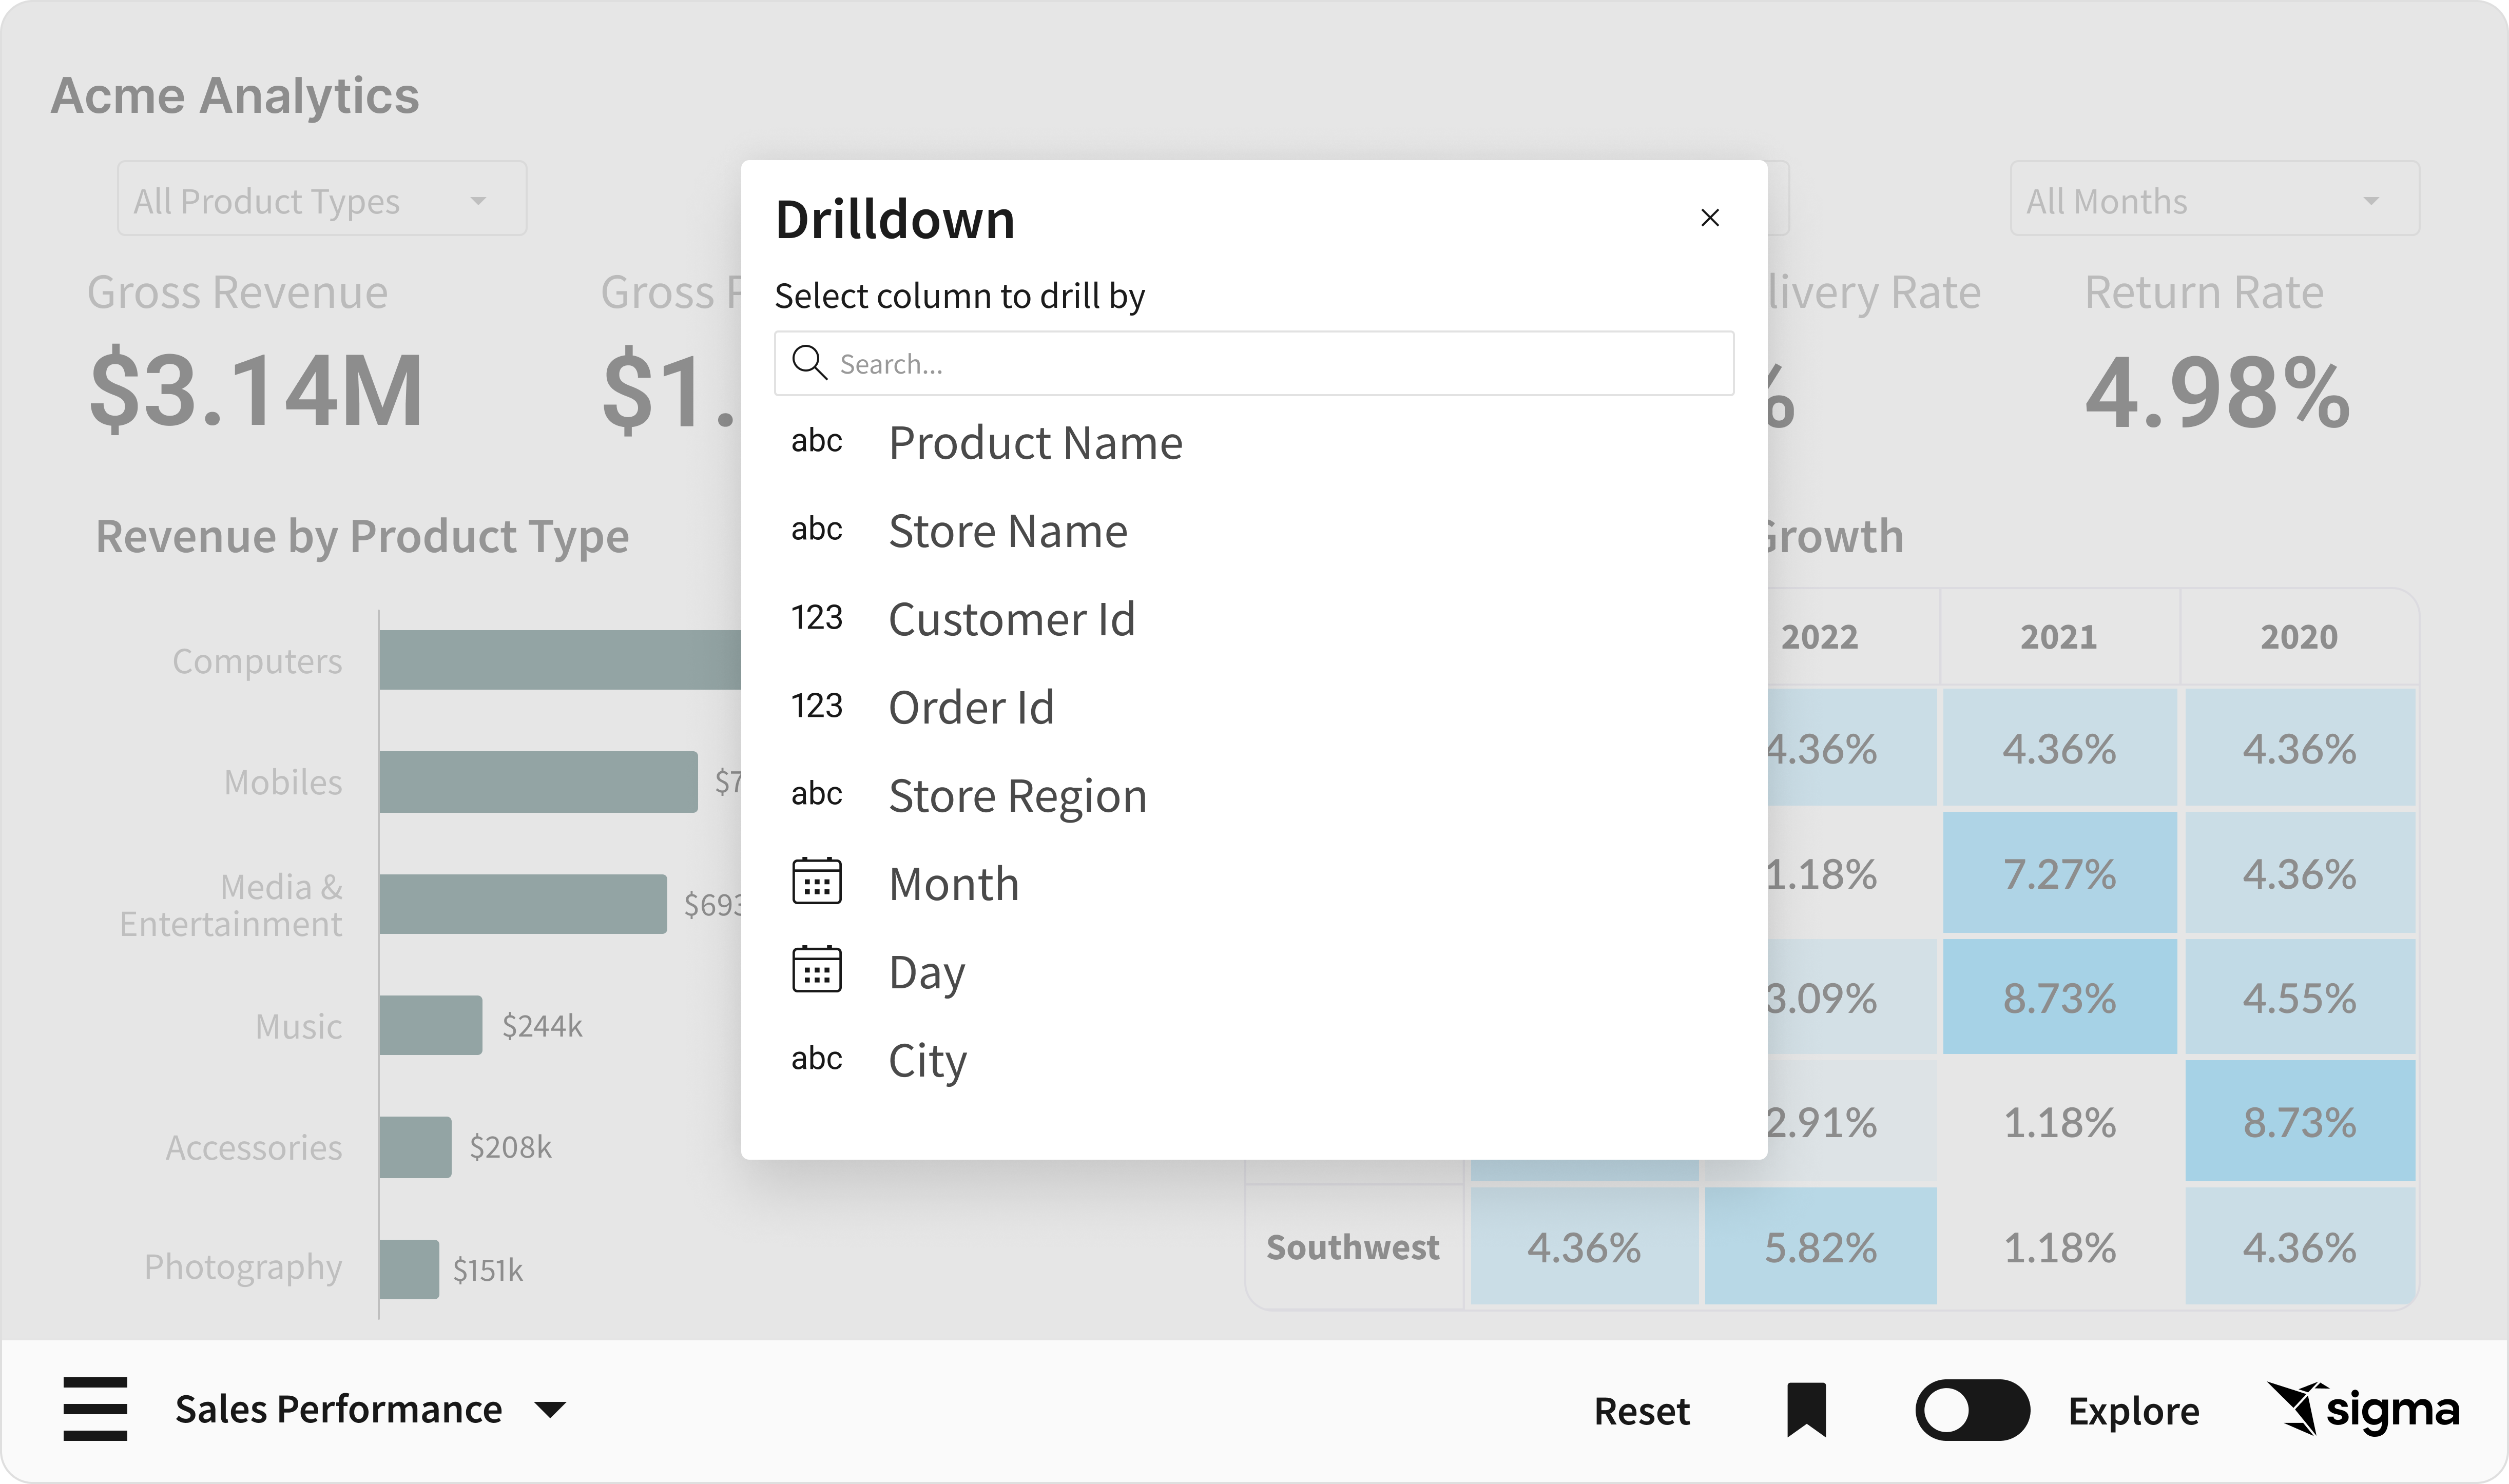 Acme Analytics
All Product Types
All Months
Gross Revenue
Gross
Rate
Return Rate
$3.14M
$1.
%
4.98%
Drilldown
Select column to drill by
Search...
abc Product Name
abc Store Name
123 Customer Id
123 Order Id
abc Store Region
Month
Day
abc City
Revenue by Product Type
Computers
Mobiles
$7
Media &
Entertainment
$693
Music
$244k
Accessories
$208k
Photography
$151k
Growth
2022 2021 2020
4.36% 4.36% 4.36%
1.18% 7.27% 4.36%
3.09% 8.73% 4.55%
2.91% 1.18% 8.73%
Southwest 4.36% 5.82% 1.18% 4.36%
Sales Performance
Reset
Explore
sigma